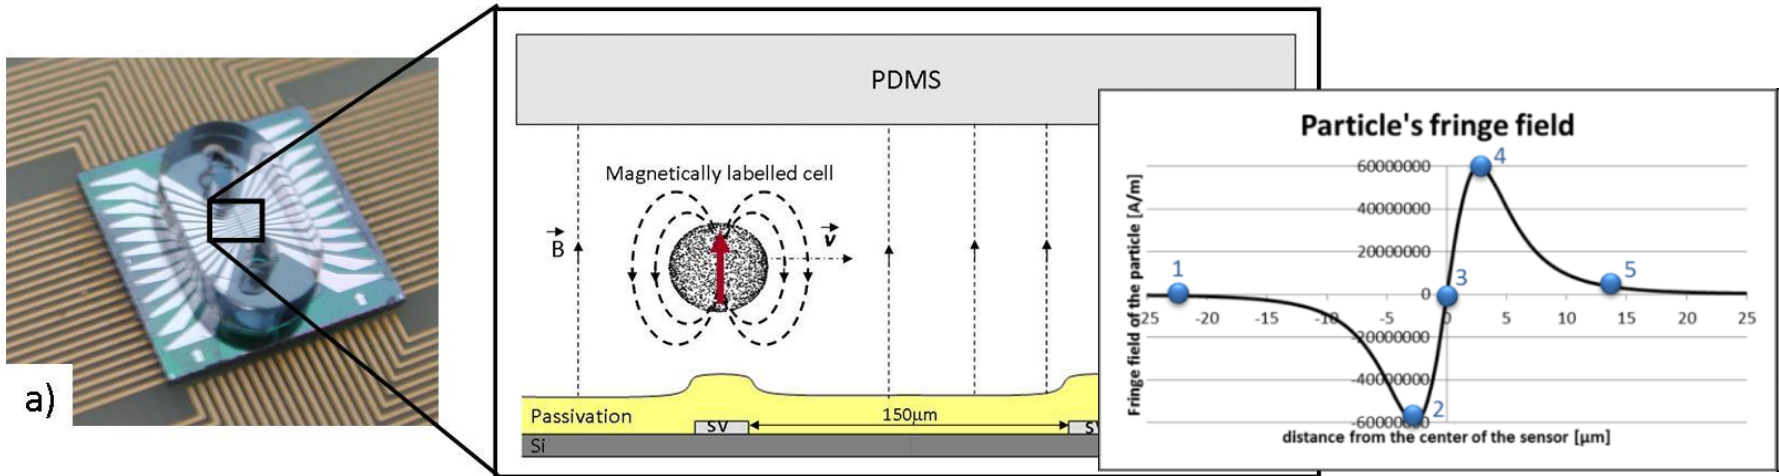 a)
PDMS
Magnetically labelled cell
B
v
Passivation
150µm
SV
SV
Si
Particle's fringe field
Fringe field of the particle [A/m]
60000000
40000000
20000000
0
-20000000
-40000000
-60000000
-25 -20 -15 -10 -5 0 5 10 15 20 25
1
2
3
4
5
distance from the center of the sensor [µm]